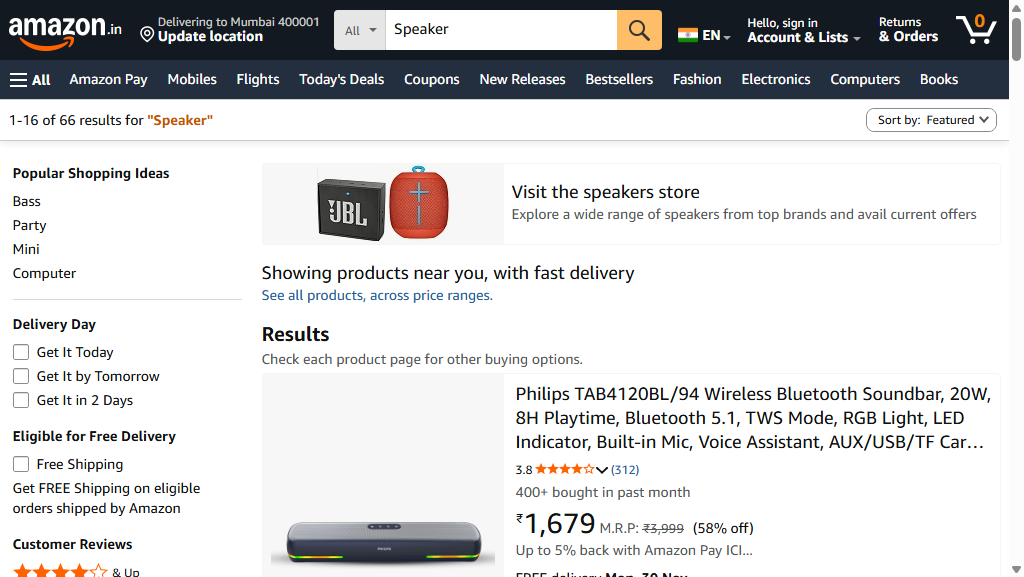 amazon.in
Delivering to Mumbai 400001
Update location
All
Speaker
EN
Hello, sign in
Account & Lists
Returns
& Orders
0
All
Amazon Pay
Mobiles
Flights
Today's Deals
Coupons
New Releases
Bestsellers
Fashion
Electronics
Computers
Books
1-16 of 66 results for "Speaker"
Sort by: Featured
Popular Shopping Ideas
Bass
Party
Mini
Computer
Delivery Day
Get It Today
Get It by Tomorrow
Get It in 2 Days
Eligible for Free Delivery
Free Shipping
Get FREE Shipping on eligible
orders shipped by Amazon
Customer Reviews
& Up
JBL
Visit the speakers store
Explore a wide range of speakers from top brands and avail current offers
Showing products near you, with fast delivery
See all products, across price ranges.
Results
Check each product page for other buying options.
Philips TAB4120BL/94 Wireless Bluetooth Soundbar, 20W,
8H Playtime, Bluetooth 5.1, TWS Mode, RGB Light, LED
Indicator, Built-in Mic, Voice Assistant, AUX/USB/TF Car…
3.8 (312)
400+ bought in past month
₹1,679 M.R.P: ₹3,999 (58% off)
Up to 5% back with Amazon Pay ICI…
FREE delivery Mon, 30 Nov